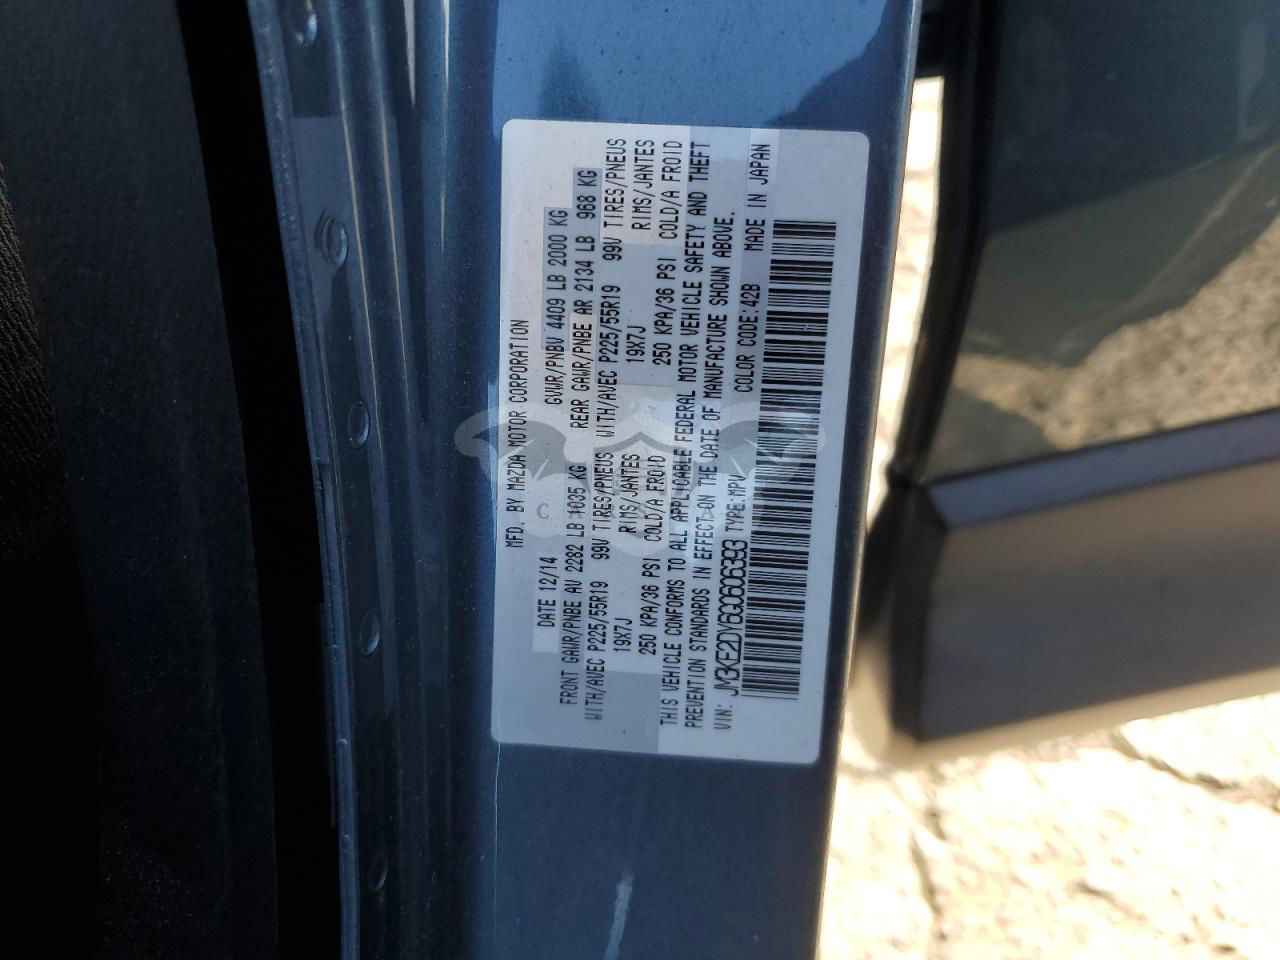 MFD. BY MAZDA MOTOR CORPORATION
DATE 12/14 GVWR/PNBV 4409 LB 2000 KG
FRONT GAWR/PNBE AV 2282 LB 1035 KG REAR GAWR/PNBE AR 2134 LB 968 KG
WITH/AVEC P225/55R19 99V TIRES/PNEUS WITH/AVEC P225/55R19 99V TIRES/PNEUS
19X7J RIMS/JANTES 19X7J RIMS/JANTES
250 KPA/36 PSI COLD/A FROID 250 KPA/36 PSI COLD/A FROID
THIS VEHICLE CONFORMS TO ALL APPLICABLE FEDERAL MOTOR VEHICLE SAFETY AND THEFT
PREVENTION STANDARDS IN EFFECT ON THE DATE OF MANUFACTURE SHOWN ABOVE.
VIN: JM3KE2DY6G0606393 TYPE:MPV COLOR CODE:42B MADE IN JAPAN